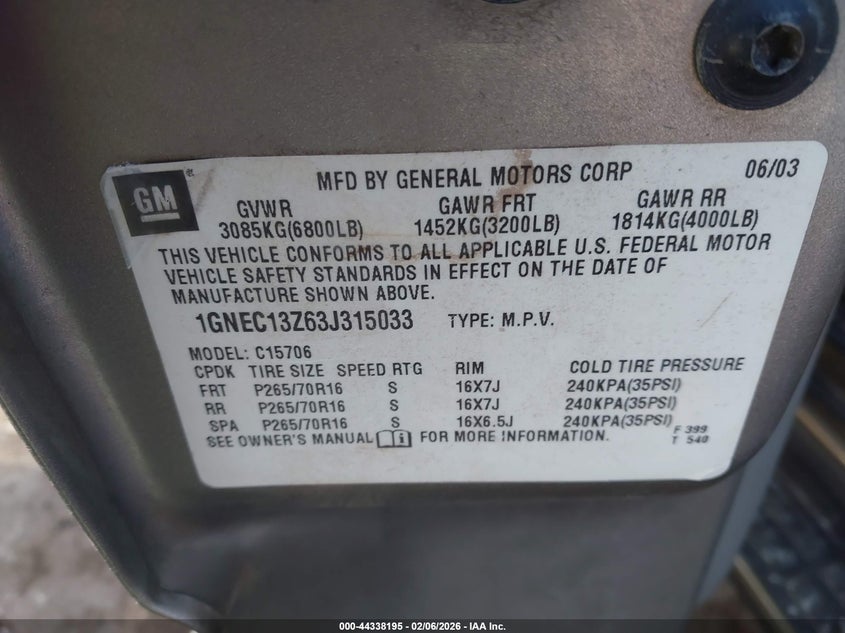 GM
MFD BY GENERAL MOTORS CORP 06/03
GVWR GAWR FRT GAWR RR
3085KG(6800LB) 1452KG(3200LB) 1814KG(4000LB)
THIS VEHICLE CONFORMS TO ALL APPLICABLE U.S. FEDERAL MOTOR
VEHICLE SAFETY STANDARDS IN EFFECT ON THE DATE OF
MANUFACTURE SHOWN ABOVE.
1GNEC13Z63J315033 TYPE: M.P.V.
MODEL: C15706
CPDK TIRE SIZE SPEED RTG RIM COLD TIRE PRESSURE
FRT P265/70R16 S 16X7J 240KPA(35PSI)
RR P265/70R16 S 16X7J 240KPA(35PSI)
SPA P265/70R16 S 16X6.5J 240KPA(35PSI)
SEE OWNER'S MANUAL FOR MORE INFORMATION.
F 399
T 540
000-44338195 - 02/06/2026 - IAA Inc.